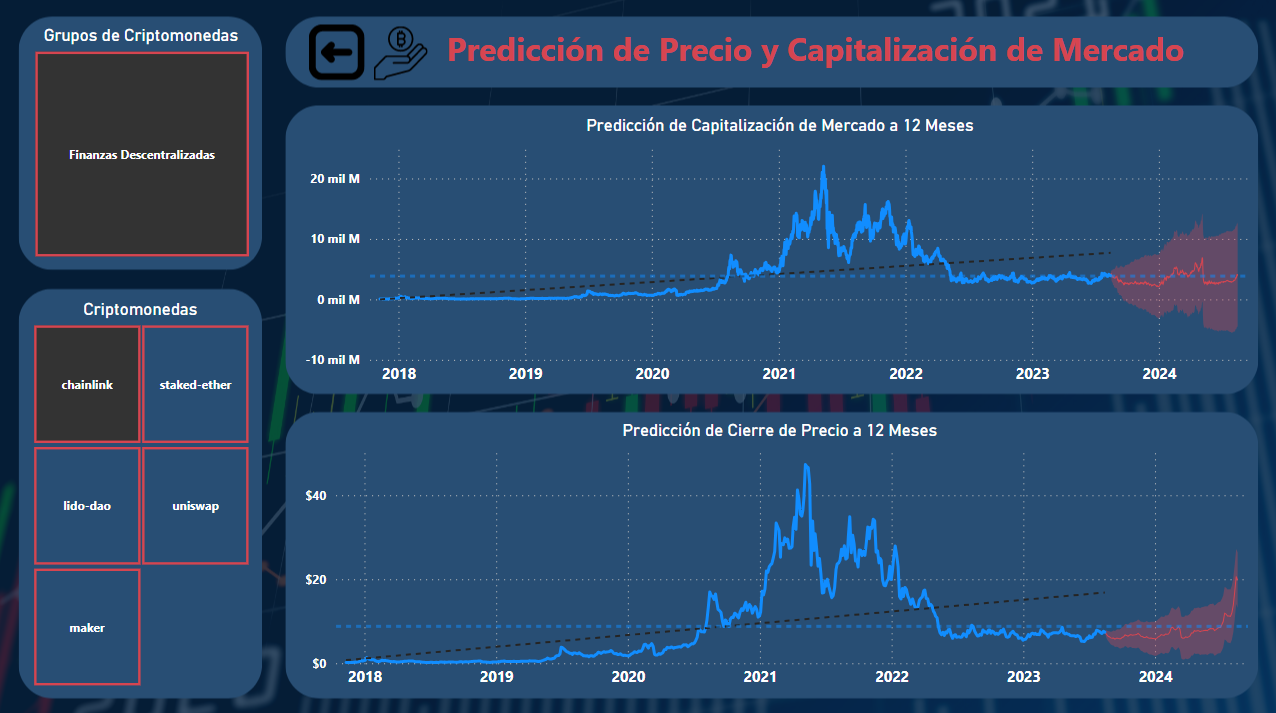 Grupos de Criptomonedas
Finanzas Descentralizadas
Criptomonedas
chainlink
staked-ether
lido-dao
uniswap
maker
Predicción de Precio y Capitalización de Mercado
Predicción de Capitalización de Mercado a 12 Meses
20 mil M
10 mil M
0 mil M
-10 mil M
2018 2019 2020 2021 2022 2023 2024
Predicción de Cierre de Precio a 12 Meses
$40
$20
$0
2018 2019 2020 2021 2022 2023 2024